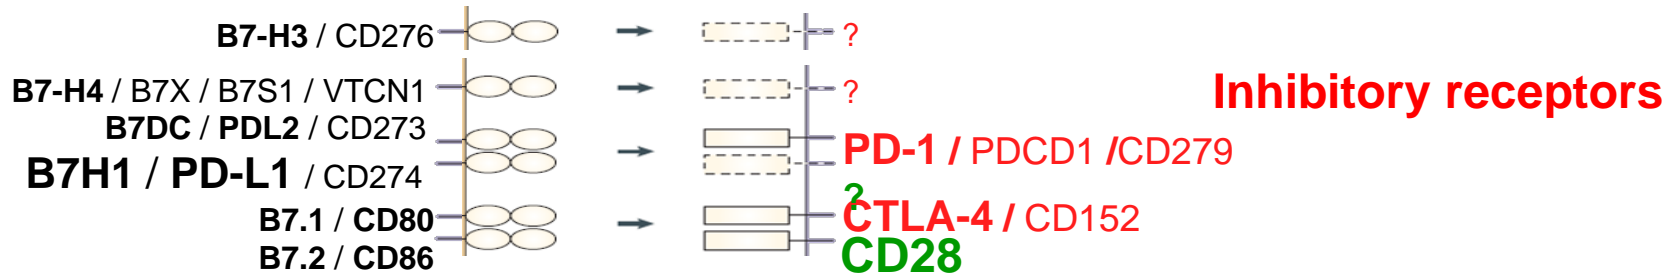 B7-H3 / CD276
?
B7-H4 / B7X / B7S1 / VTCN1
?
Inhibitory receptors
B7DC / PDL2 / CD273
PD-1 / PDCD1 /CD279
B7H1 / PD-L1 / CD274
?
B7.1 / CD80
CTLA-4 / CD152
B7.2 / CD86
CD28